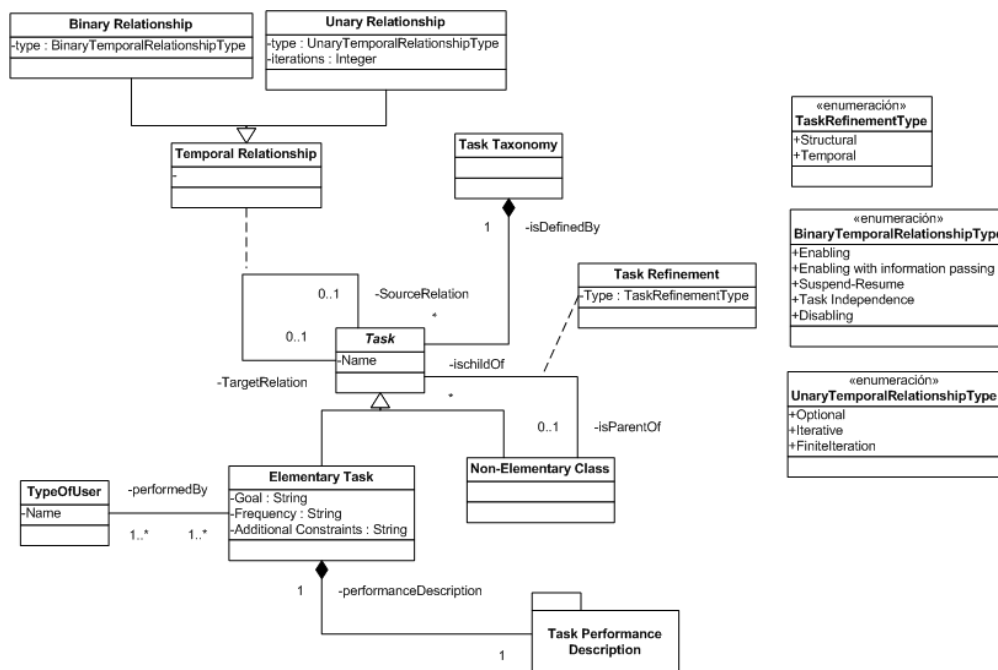 Binary Relationship
-type : BinaryTemporalRelationshipType
Unary Relationship
-type : UnaryTemporalRelationshipType
-iterations : Integer
Temporal Relationship
-
Task Taxonomy
1
-isDefinedBy
«enumeración»
TaskRefinementType
+Structural
+Temporal
«enumeración»
BinaryTemporalRelationshipType
+Enabling
+Enabling with information passing
+Suspend-Resume
+Task Independence
+Disabling
Task Refinement
-Type : TaskRefinementType
0..1
-SourceRelation
*
0..1
Task
-Name
-TargetRelation
-ischildOf
*
0..1
-isParentOf
«enumeración»
UnaryTemporalRelationshipType
+Optional
+Iterative
+FiniteIteration
TypeOfUser
-Name
-performedBy
1..*
1..*
Elementary Task
-Goal : String
-Frequency : String
-Additional Constraints : String
Non-Elementary Class
1
-performanceDescription
1
Task Performance
Description